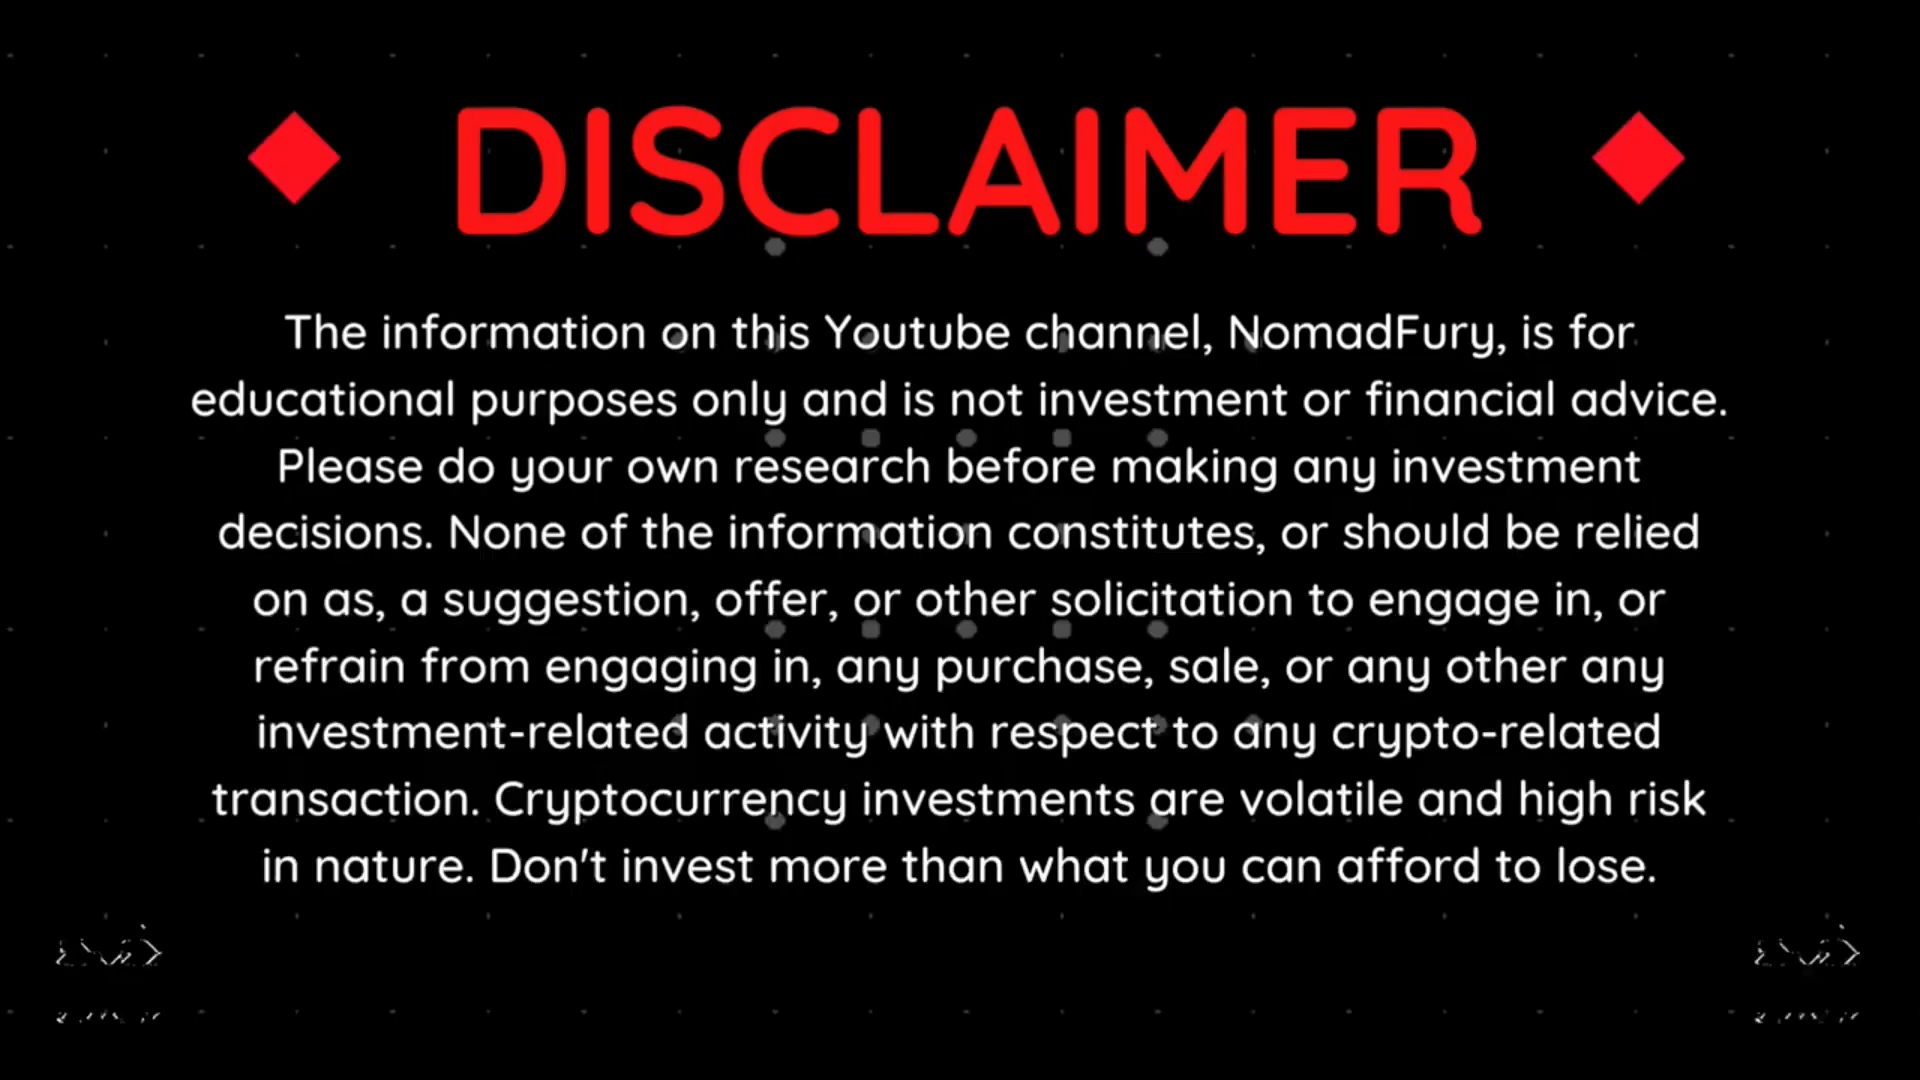 DISCLAIMER
The information on this Youtube channel, NomadFury, is for
educational purposes only and is not investment or financial advice.
Please do your own research before making any investment
decisions. None of the information constitutes, or should be relied
on as, a suggestion, offer, or other solicitation to engage in, or
refrain from engaging in, any purchase, sale, or any other any
investment-related activity with respect to any crypto-related
transaction. Cryptocurrency investments are volatile and high risk
in nature. Don't invest more than what you can afford to lose.